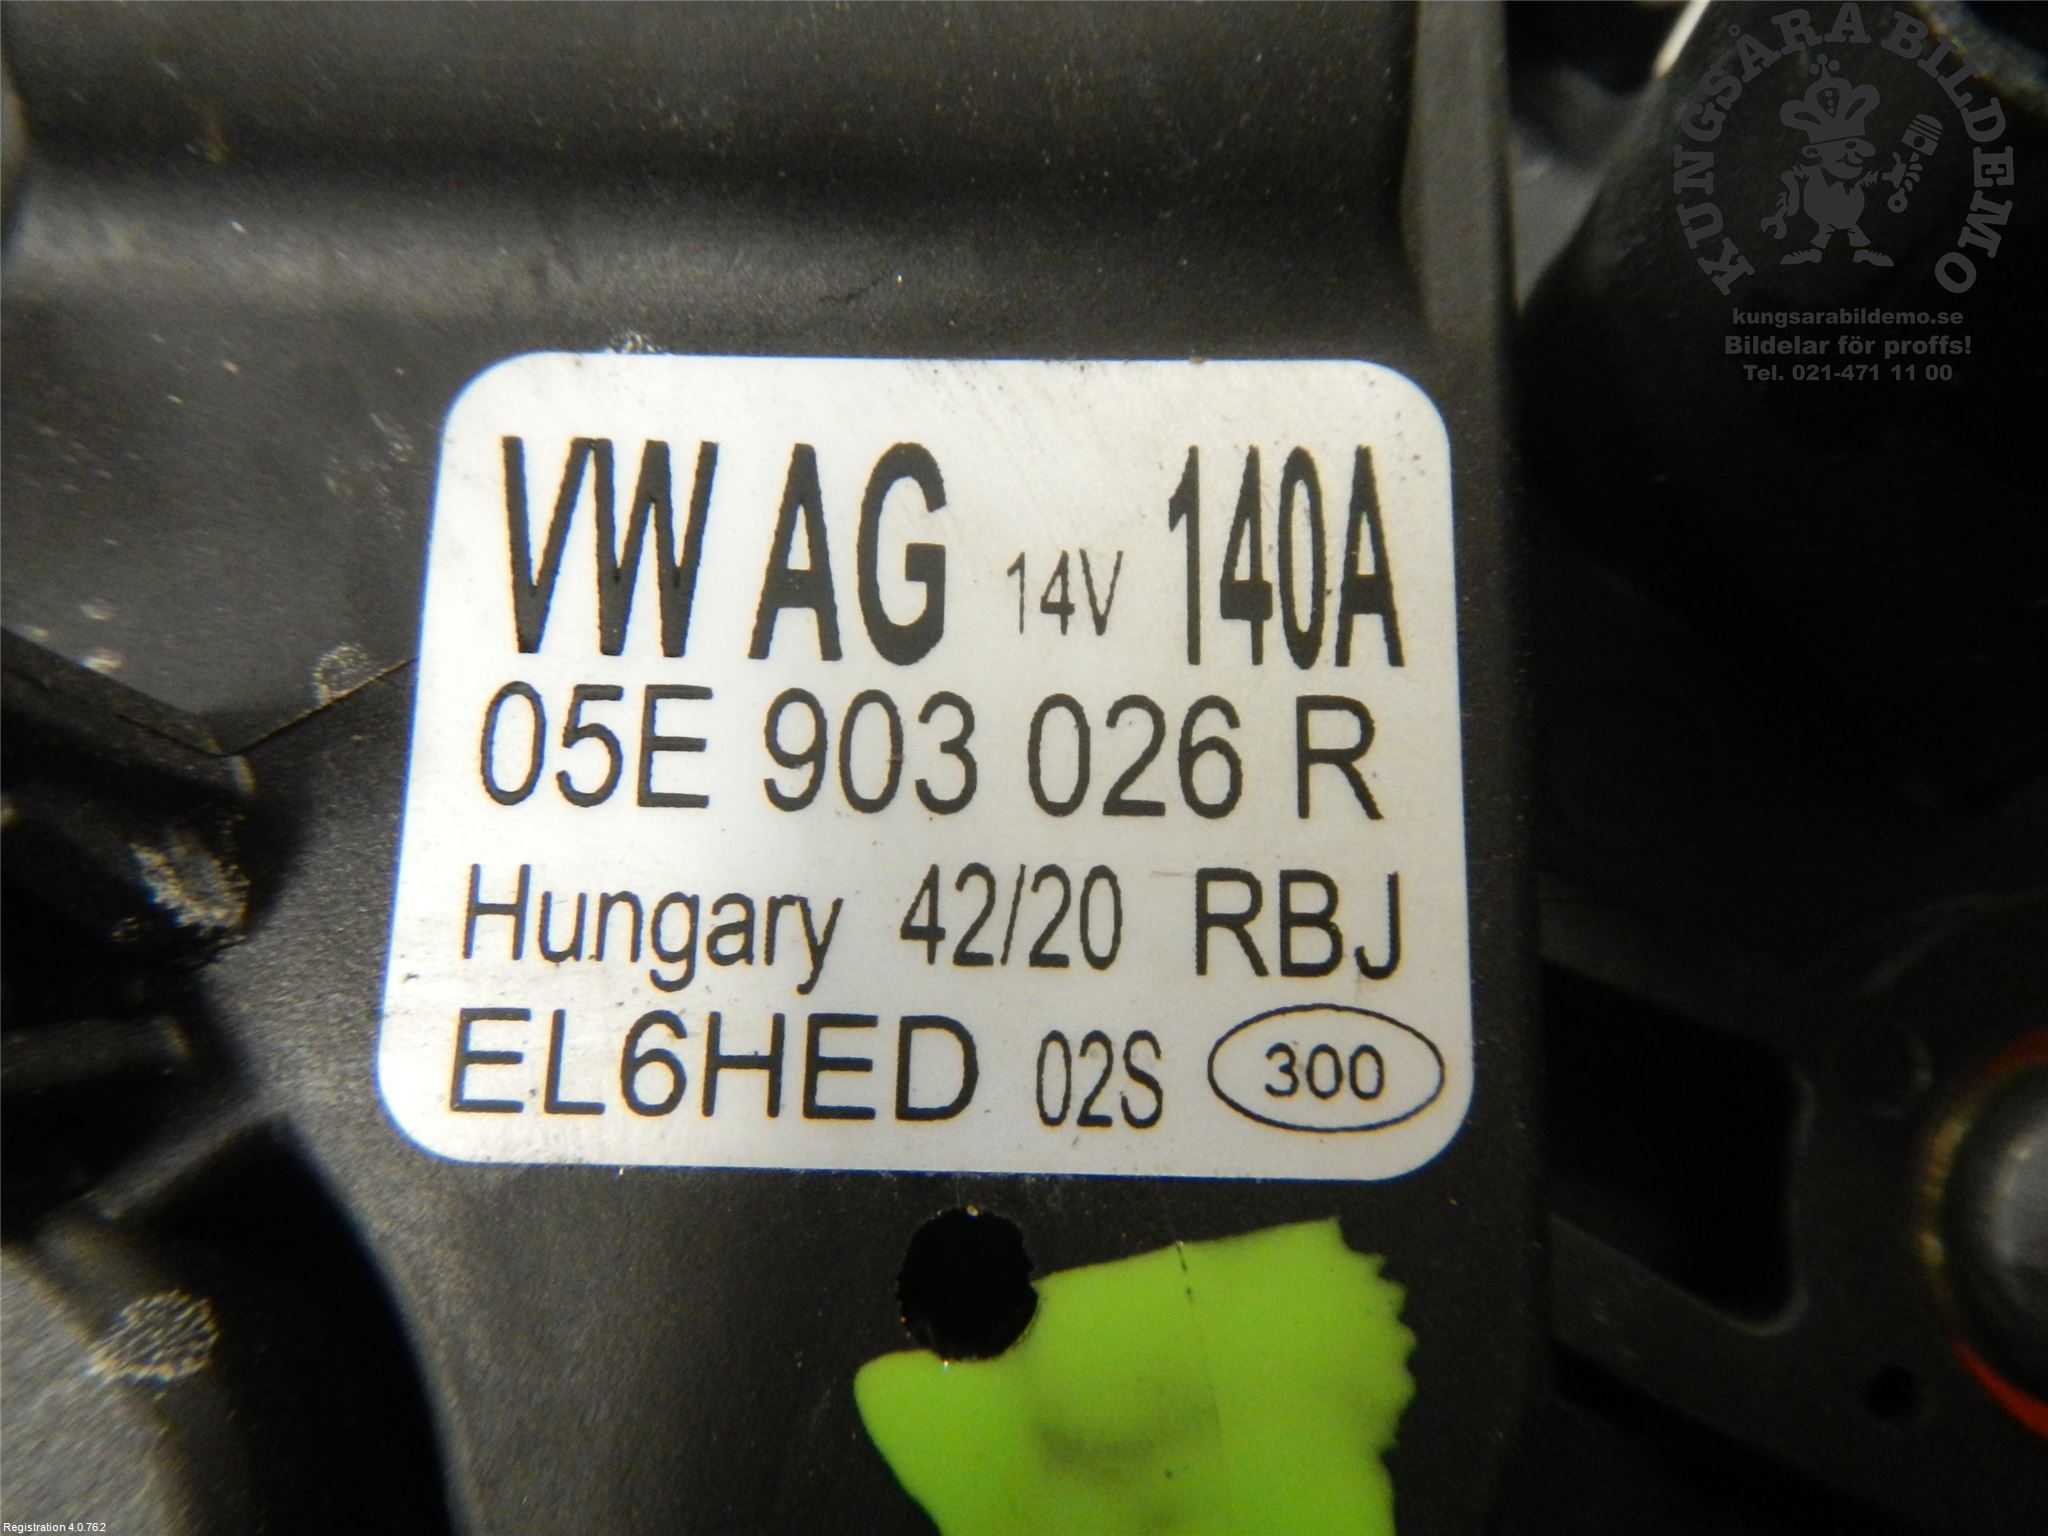 KUNGSÅRA BILDEMO
kungsarabildemo.se
Bildelar för proffs!
Tel. 021-471 11 00
VW AG 14V 140A
05E 903 026 R
Hungary 42/20 RBJ
EL6HED 02S 300
Registration 4.0.762